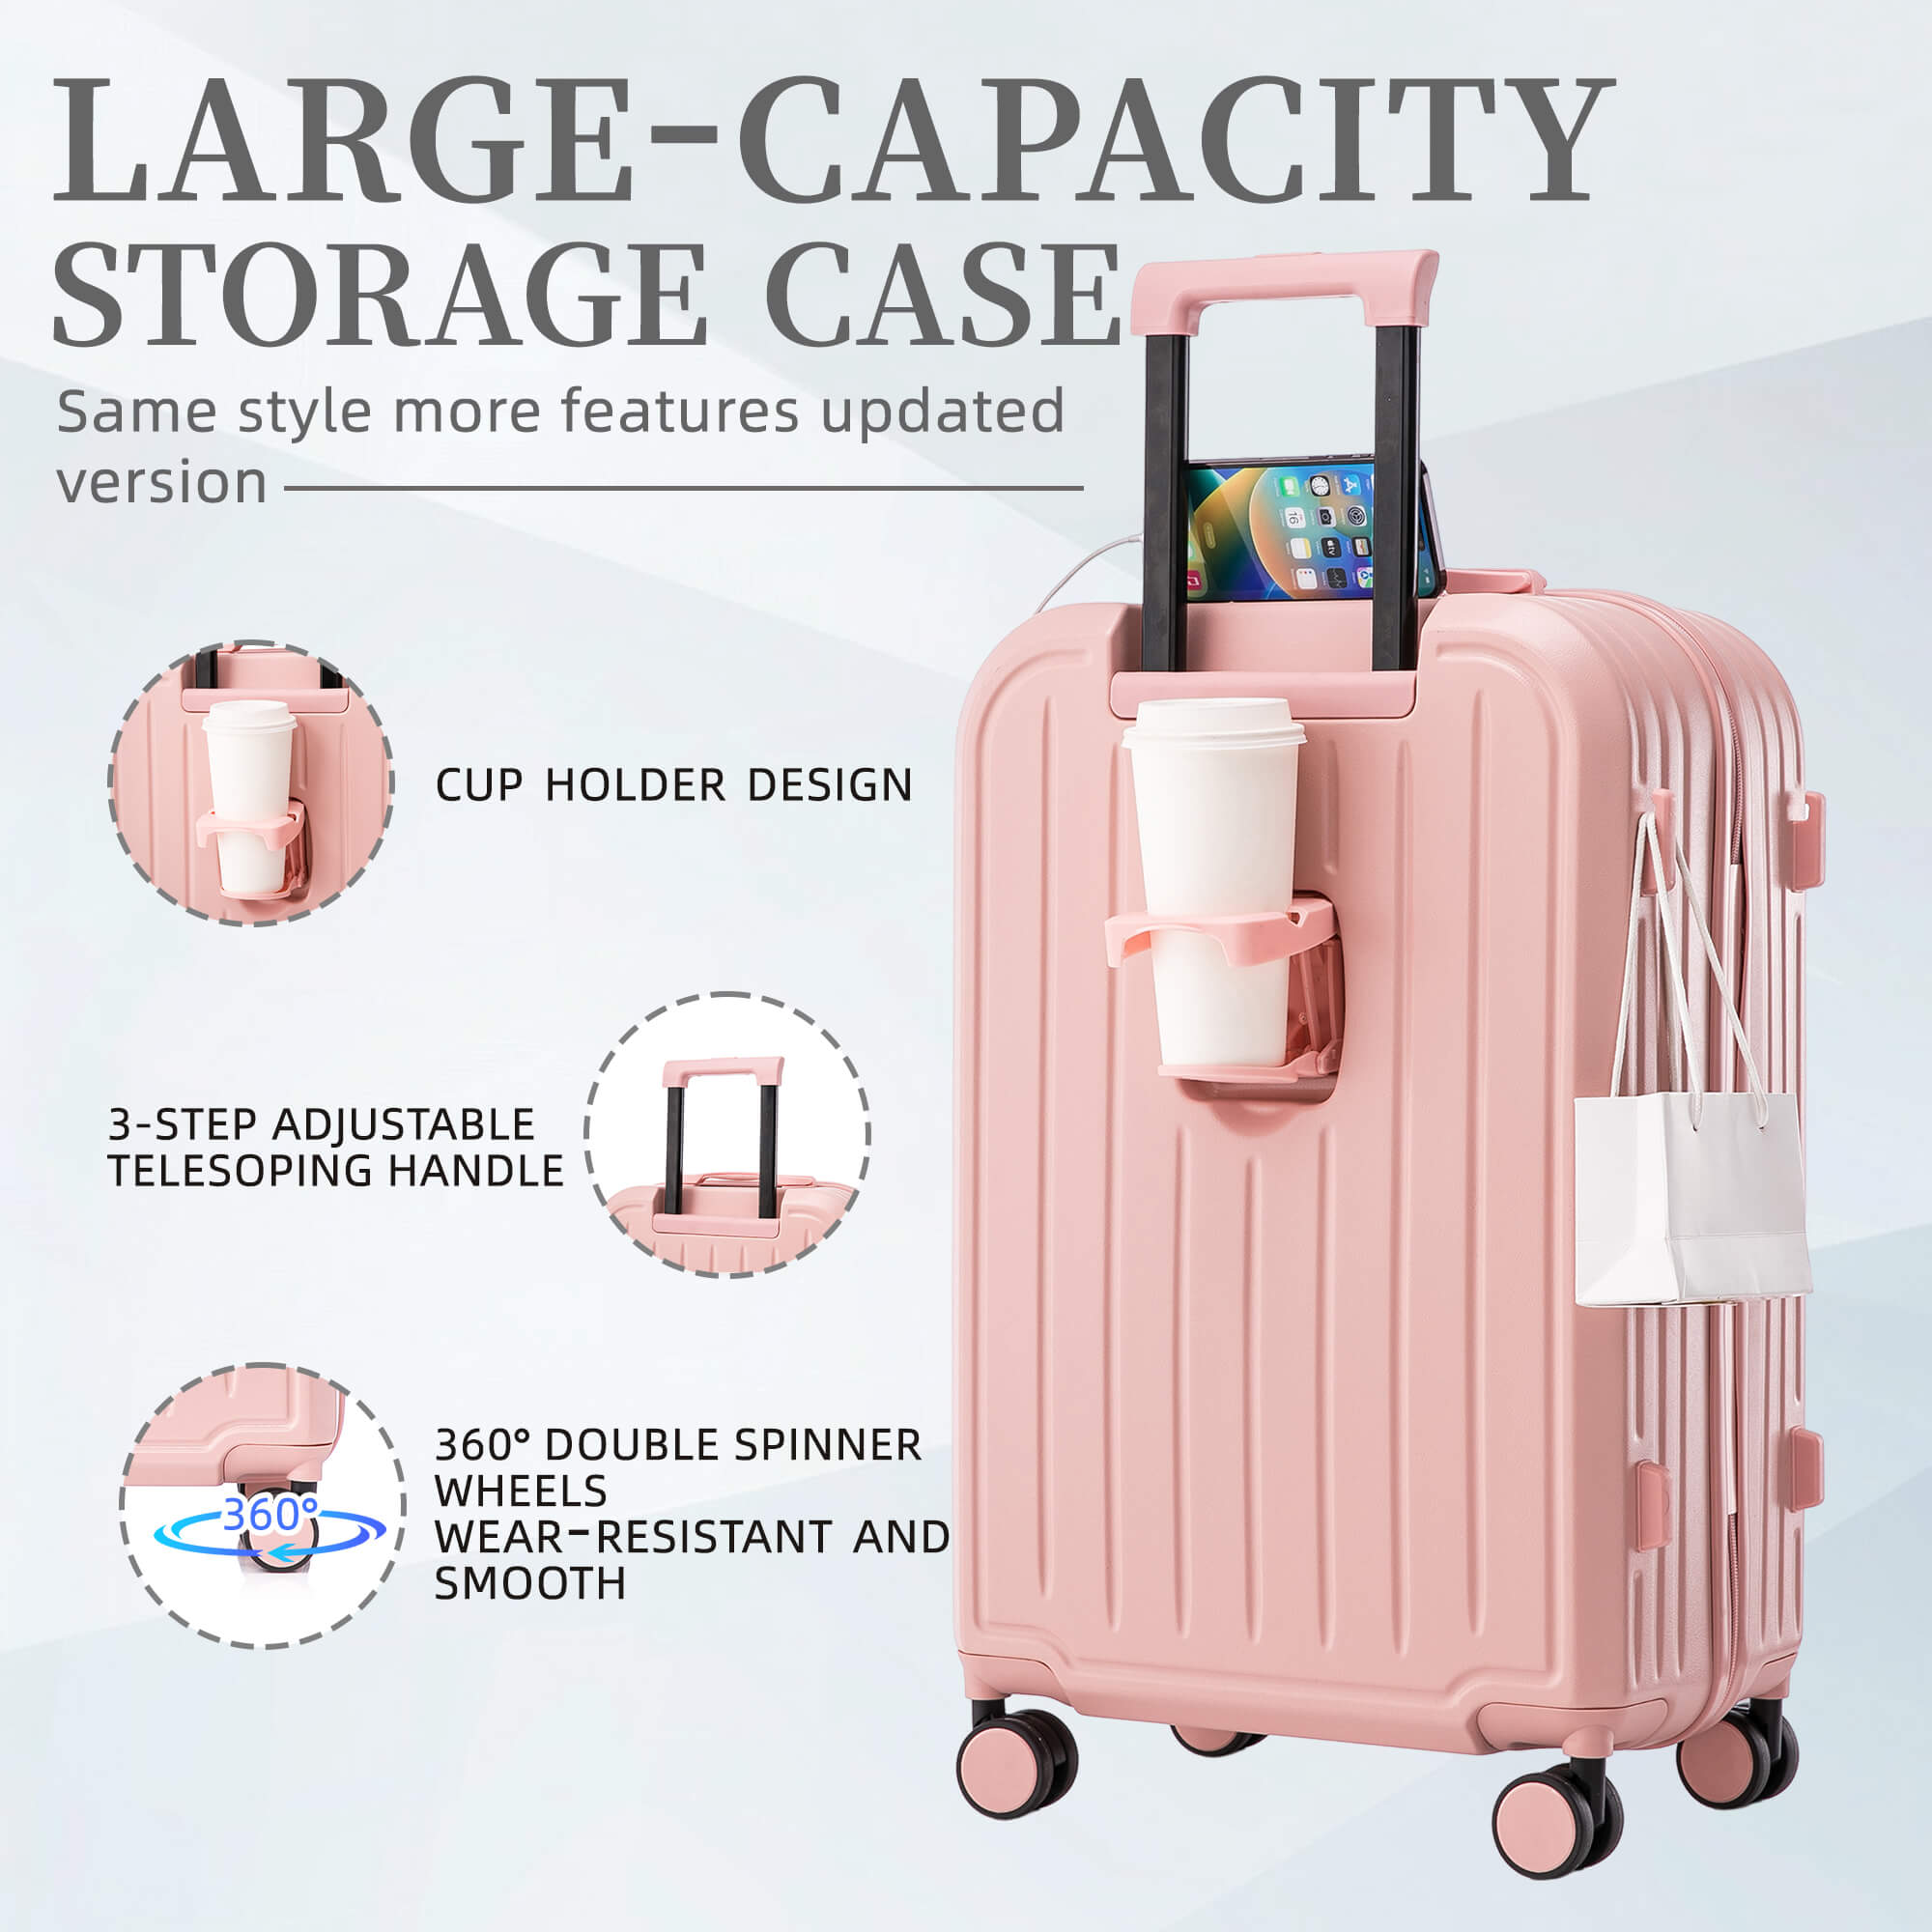 LARGE-CAPACITY
STORAGE CASE
Same style more features updated
version
CUP HOLDER DESIGN
3-STEP ADJUSTABLE
TELESOPING HANDLE
360°
360° DOUBLE SPINNER
WHEELS
WEAR-RESISTANT AND
SMOOTH